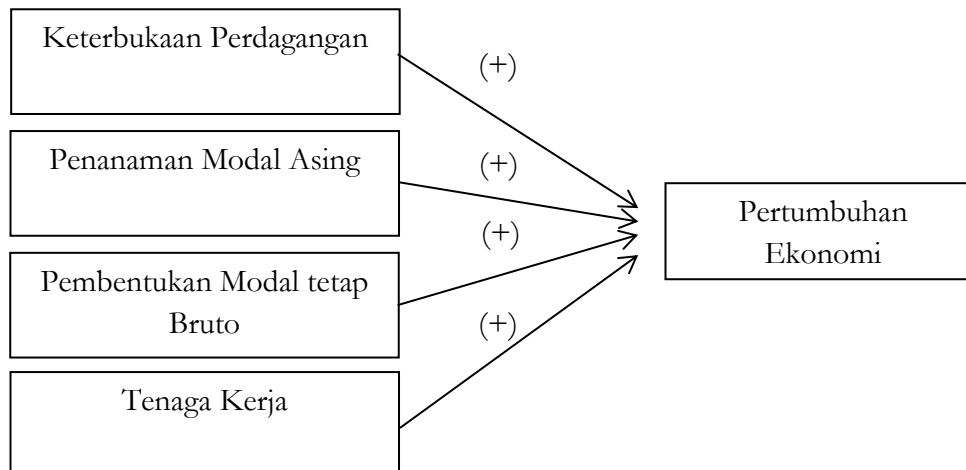 Keterbukaan Perdagangan
(+)
Penanaman Modal Asing
(+)
Pertumbuhan
Ekonomi
(+)
Pembentukan Modal tetap
Bruto
(+)
Tenaga Kerja